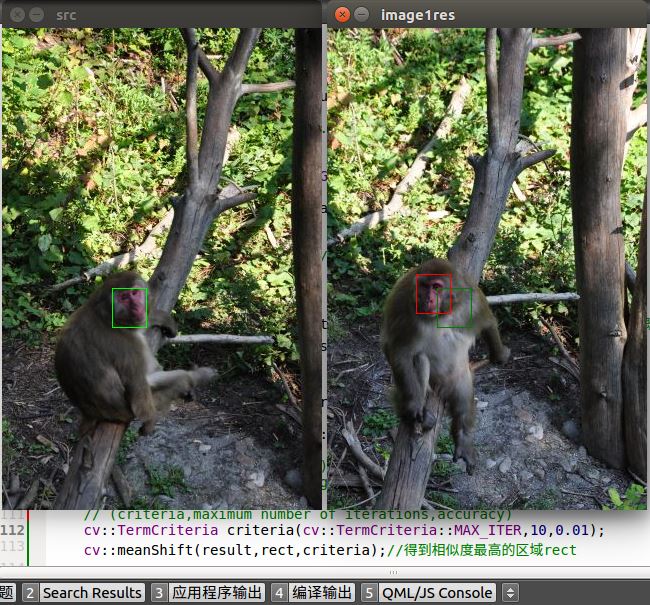 src
image1res
111 // (criteria,maximum number of iterations,accuracy)
112 cv::TermCriteria criteria(cv::TermCriteria::MAX_ITER,10,0.01);
113 cv::meanShift(result,rect,criteria);//得到相似度最高的区域rect
题 2 Search Results 3 应用程序输出 4 编译输出 5 QML/JS Console